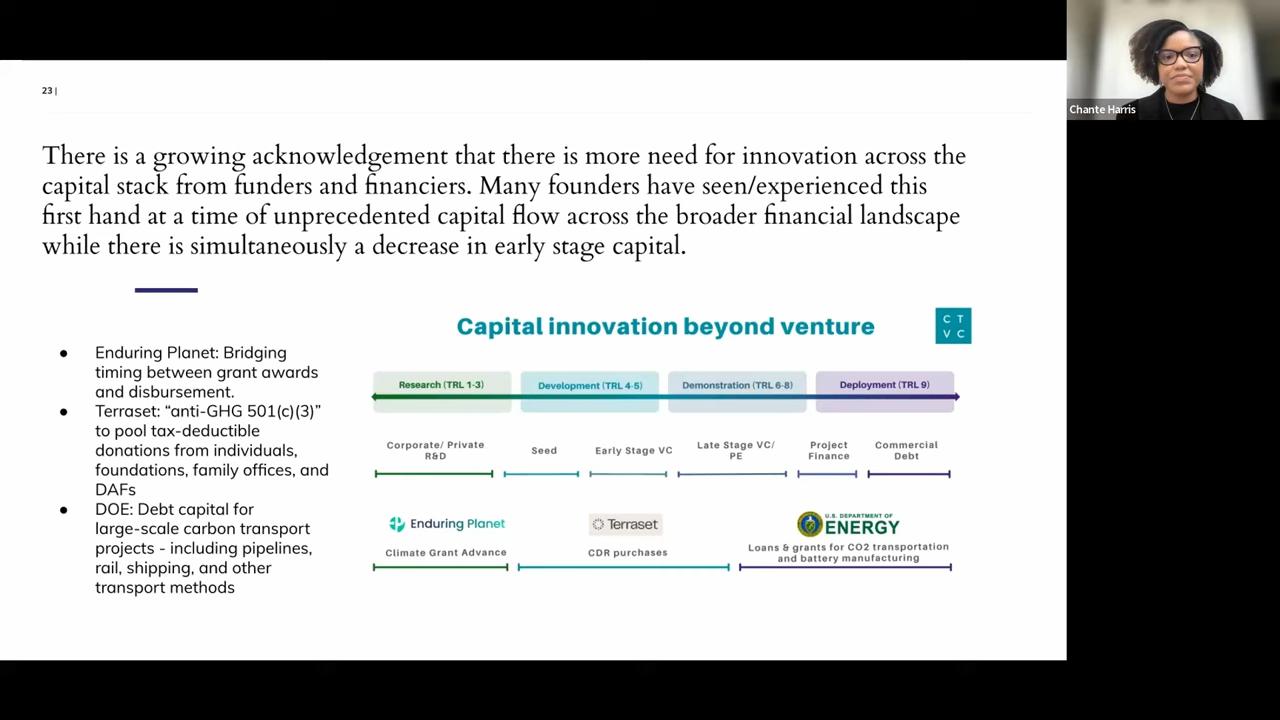 23 |
There is a growing acknowledgement that there is more need for innovation across the
capital stack from funders and financiers. Many founders have seen/experienced this
first hand at a time of unprecedented capital flow across the broader financial landscape
while there is simultaneously a decrease in early stage capital.
● Enduring Planet: Bridging
timing between grant awards
and disbursement.
● Terraset: “anti-GHG 501(c)(3)”
to pool tax-deductible
donations from individuals,
foundations, family offices, and
DAFs
● DOE: Debt capital for
large-scale carbon transport
projects - including pipelines,
rail, shipping, and other
transport methods
Capital innovation beyond venture
C T
V C
Research (TRL 1-3)
Development (TRL 4-5)
Demonstration (TRL 6-8)
Deployment (TRL 9)
Corporate/ Private
R&D
Seed
Early Stage VC
Late Stage VC/
PE
Project
Finance
Commercial
Debt
Enduring Planet
Climate Grant Advance
Terraset
CDR purchases
U.S. DEPARTMENT OF
ENERGY
Loans & grants for CO2 transportation
and battery manufacturing
Chante Harris